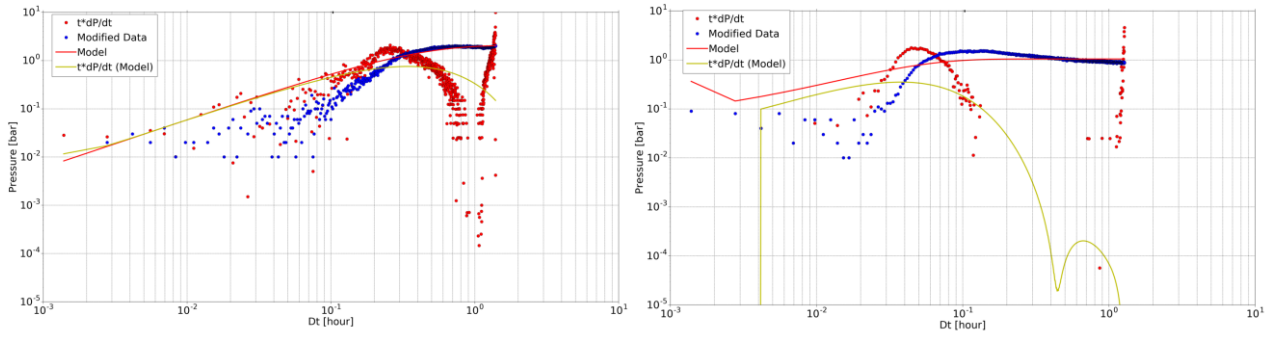 10^1
10^0
10^-1
10^-2
10^-3
10^-4
10^-5
Pressure [bar]
t*dP/dt
Modified Data
Model
t*dP/dt (Model)
10^-3 10^-2 10^-1 10^0 10^1
Dt [hour]
10^1
10^0
10^-1
10^-2
10^-3
10^-4
10^-5
Pressure [bar]
t*dP/dt
Modified Data
Model
t*dP/dt (Model)
10^-3 10^-2 10^-1 10^0 10^1
Dt [hour]